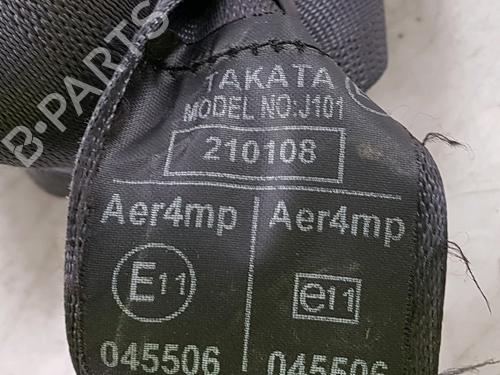 TAKATA
MODEL NO:J101
210108
Aer4mp Aer4mp
E11 e11
045506 045506
B-PARTS